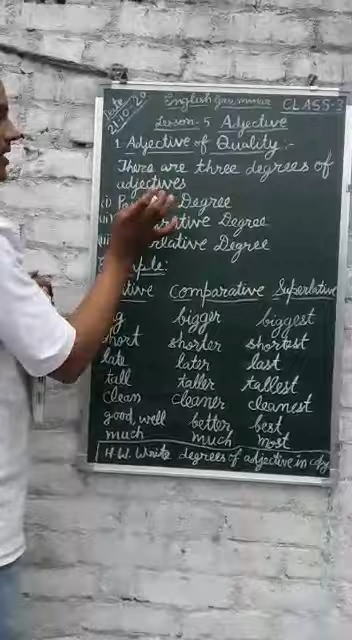 Date 21-10-20
English Grammar CLASS-3
Lesson-5 Adjective
1. Adjective of Quality:-
There are three degrees of
adjectives
(i) Degree
Degree
Degree
Comparative Superlative
bigger biggest
short shorter shortest
late later last
tall taller tallest
clean cleaner cleanest
good, well better best
much much most
H.W. Write degrees of adjective in copy